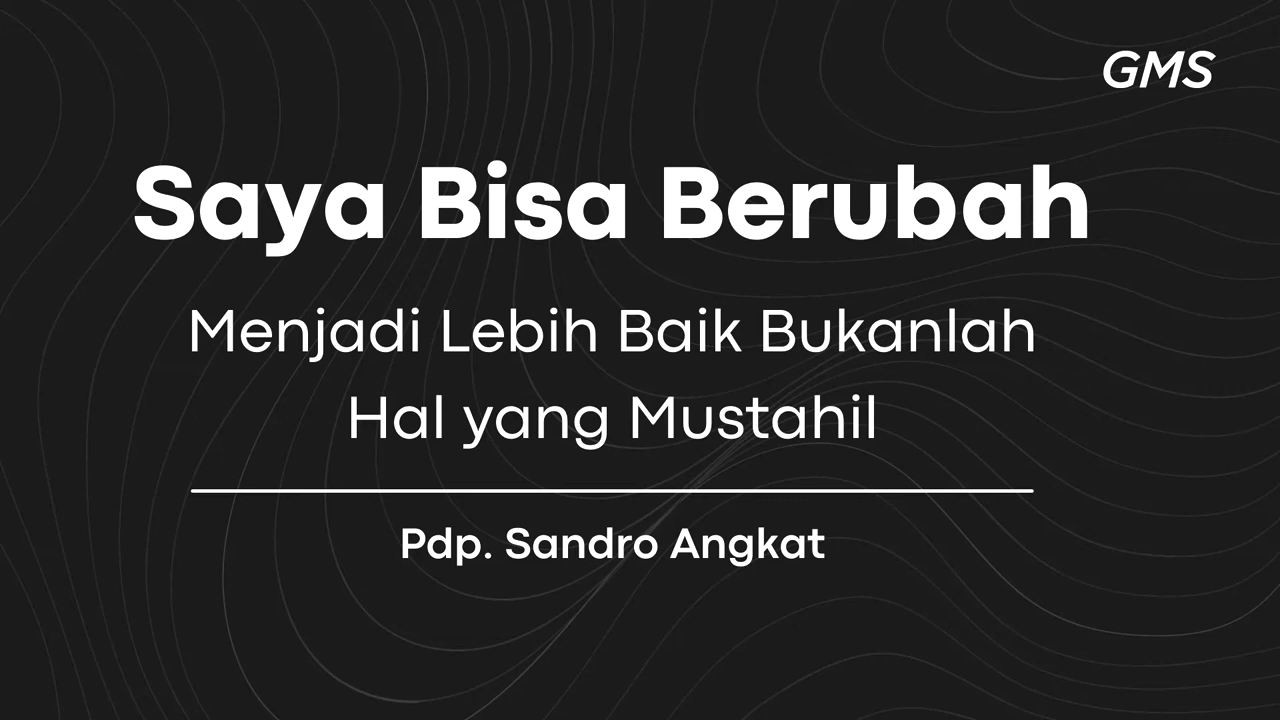 GMS
Saya Bisa Berubah
Menjadi Lebih Baik Bukanlah
Hal yang Mustahil
Pdp. Sandro Angkat